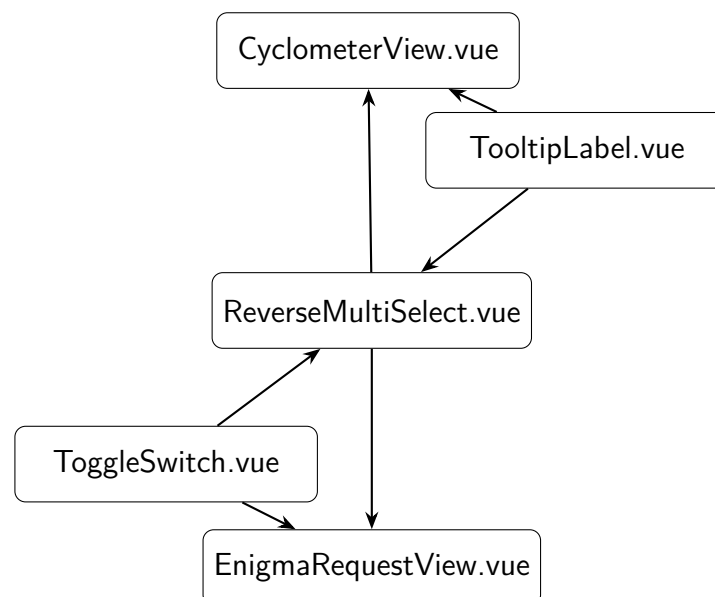 CyclometerView.vue
TooltipLabel.vue
ReverseMultiSelect.vue
ToggleSwitch.vue
EnigmaRequestView.vue